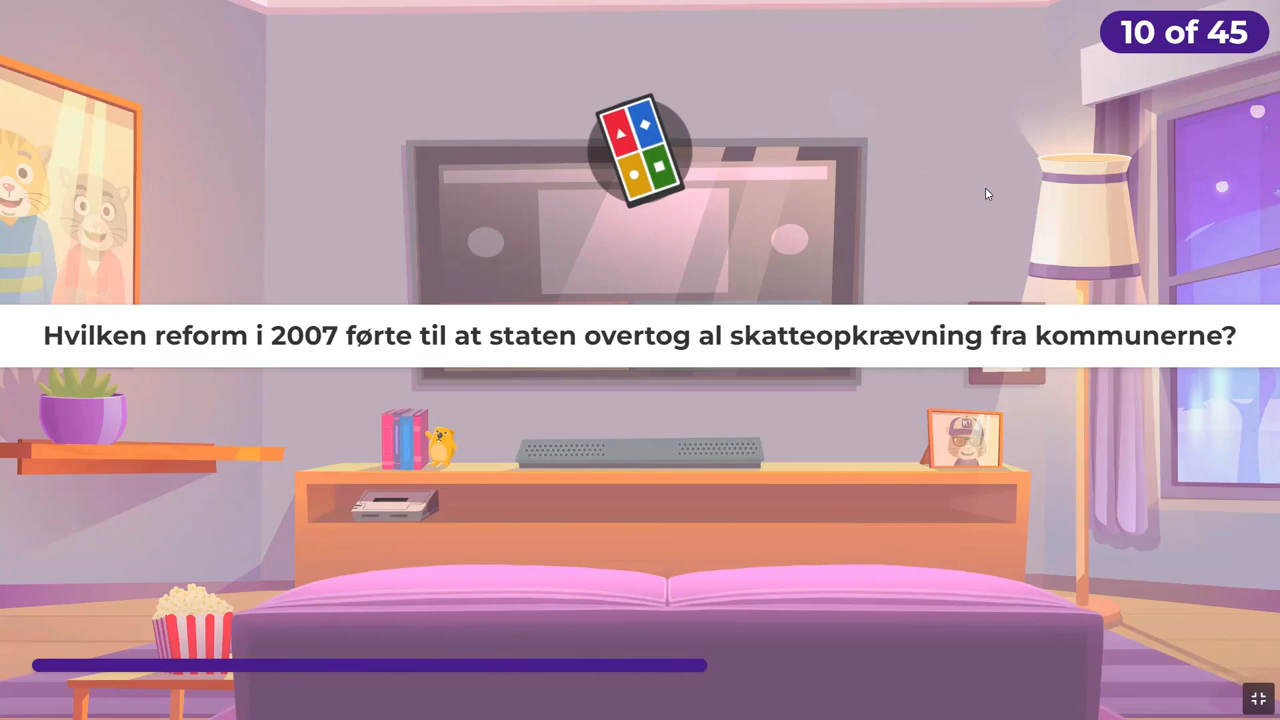 10 of 45
Hvilken reform i 2007 førte til at staten overtog al skatteopkrævning fra kommunerne?